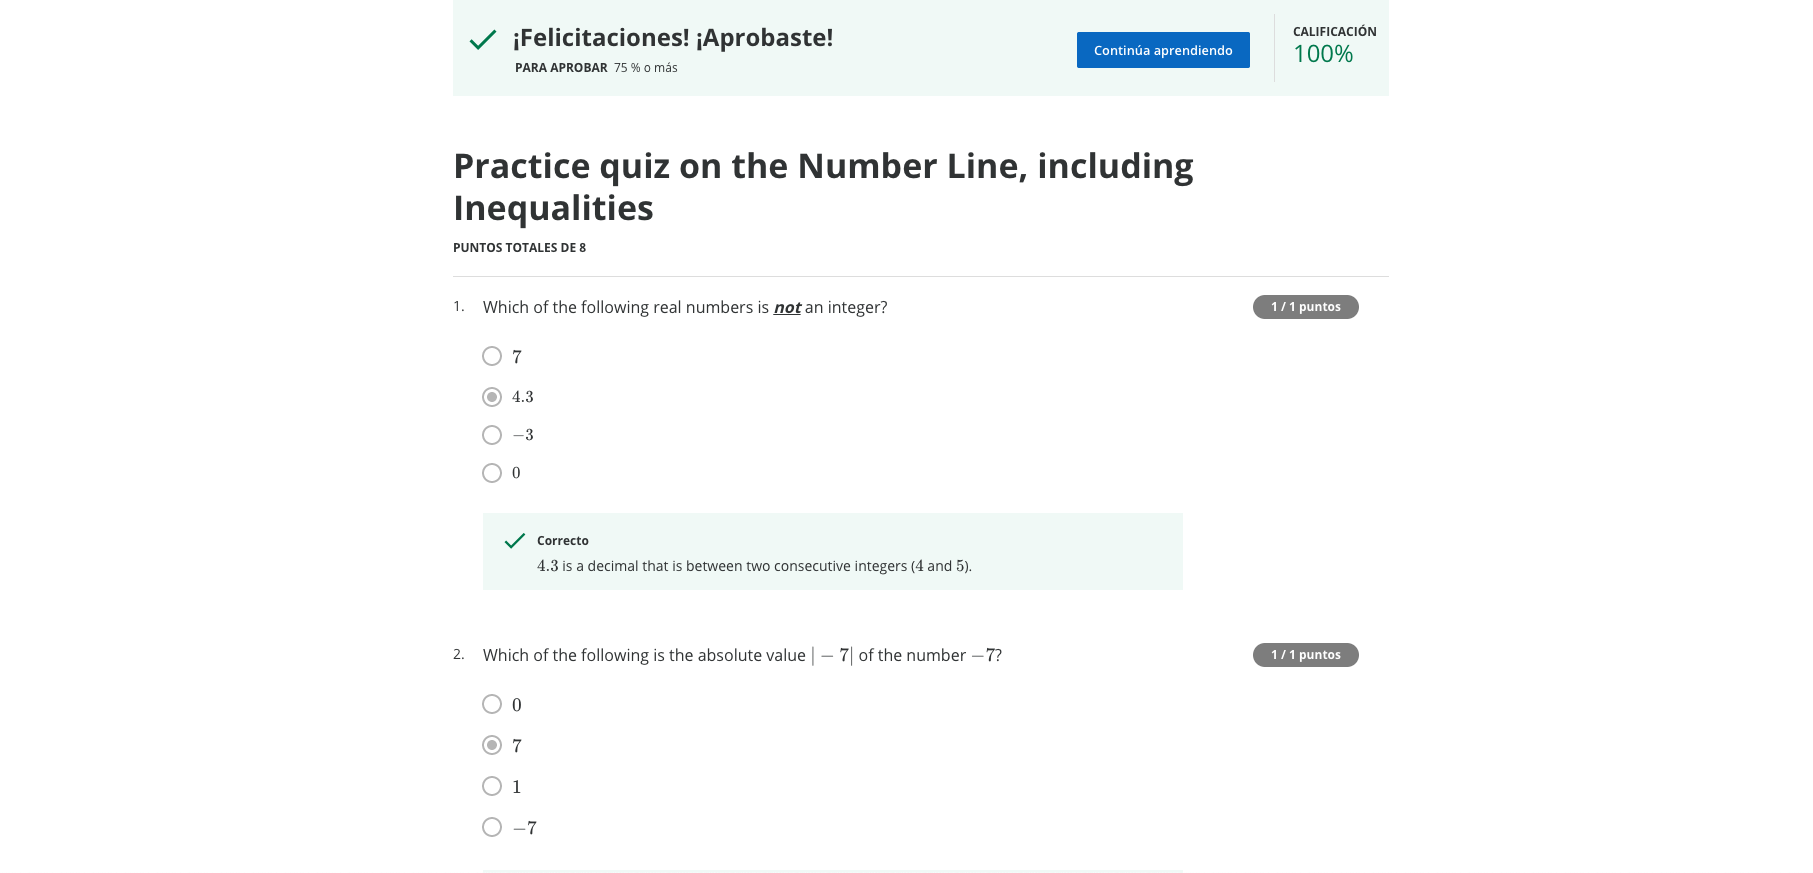 ¡Felicitaciones! ¡Aprobaste!
PARA APROBAR 75 % o más
Continúa aprendiendo
CALIFICACIÓN
100%
Practice quiz on the Number Line, including
Inequalities
PUNTOS TOTALES DE 8
1. Which of the following real numbers is not an integer?
1 / 1 puntos
7
4.3
−3
0
Correcto
4.3 is a decimal that is between two consecutive integers (4 and 5).
2. Which of the following is the absolute value | − 7| of the number −7?
1 / 1 puntos
0
7
1
−7